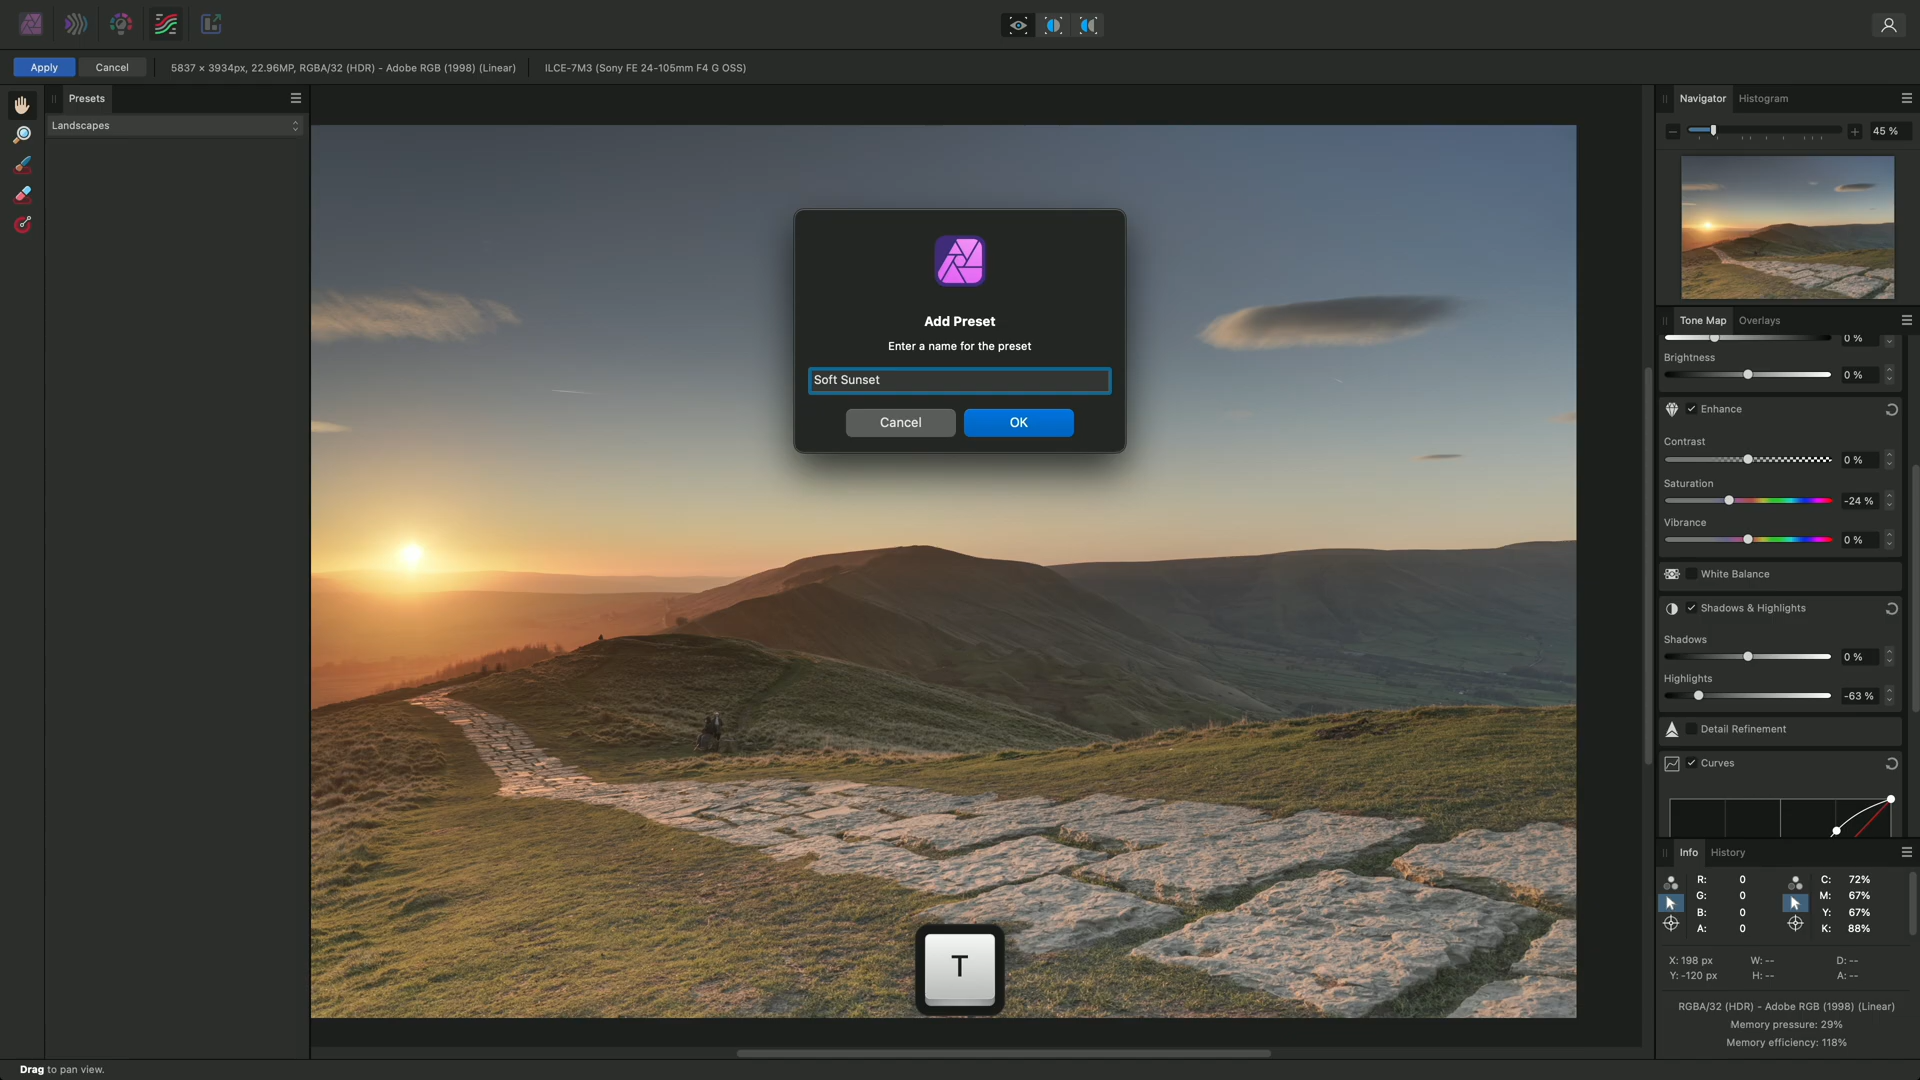 Apply
Cancel
5837 × 3934px, 22.96MP, RGBA/32 (HDR) - Adobe RGB (1998) (Linear)
ILCE-7M3 (Sony FE 24-105mm F4 G OSS)
Presets
Landscapes
Add Preset
Enter a name for the preset
Soft Sunset
Cancel
OK
T
Navigator
Histogram
45 %
Tone Map
Overlays
0 %
Brightness
0 %
Enhance
Contrast
0 %
Saturation
-24 %
Vibrance
0 %
White Balance
Shadows & Highlights
Shadows
0 %
Highlights
-63 %
Detail Refinement
Curves
Info
History
R: 0 C: 72%
G: 0 M: 67%
B: 0 Y: 67%
A: 0 K: 88%
X: 198 px W: -- D: --
Y: -120 px H: -- A: --
RGBA/32 (HDR) - Adobe RGB (1998) (Linear)
Memory pressure: 29%
Memory efficiency: 118%
Drag to pan view.